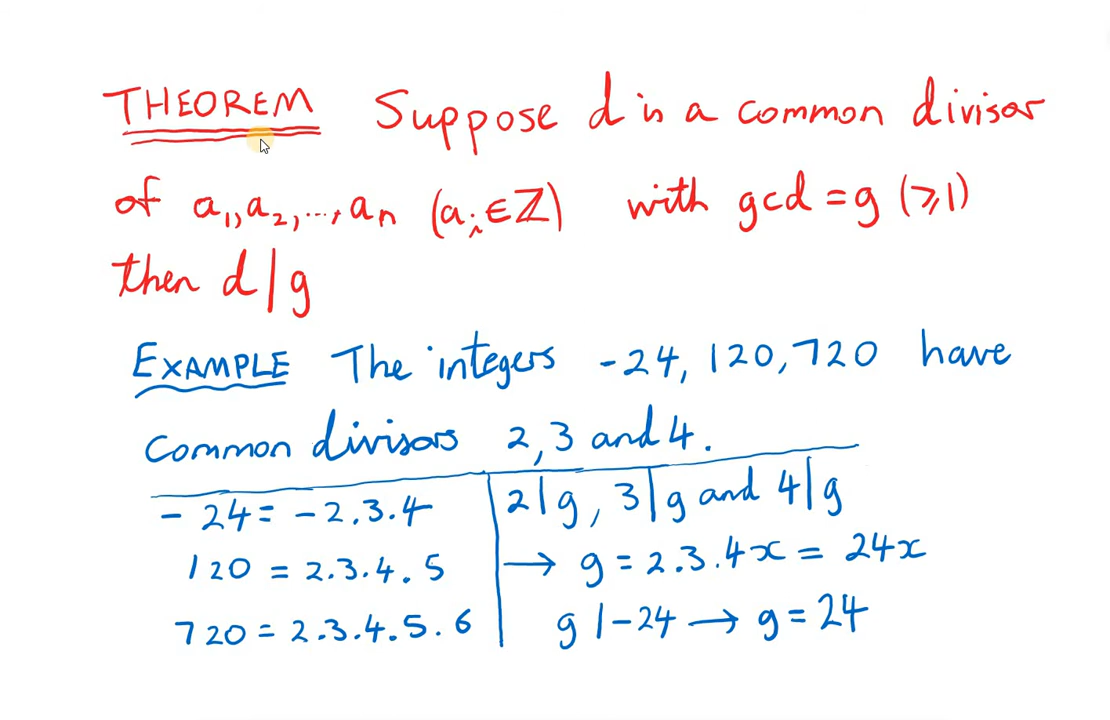 THEOREM Suppose d is a common divisor
of a₁, a₂, ..., aₙ (aᵢ ∈ ℤ) with gcd = g (⩾1)
then d | g
EXAMPLE The integers -24, 120, 720 have
common divisors 2, 3 and 4.
- 24 = - 2.3.4
120 = 2.3.4.5
720 = 2.3.4.5.6
2|g, 3|g and 4|g
→ g = 2.3.4x = 24x
g | -24 → g = 24